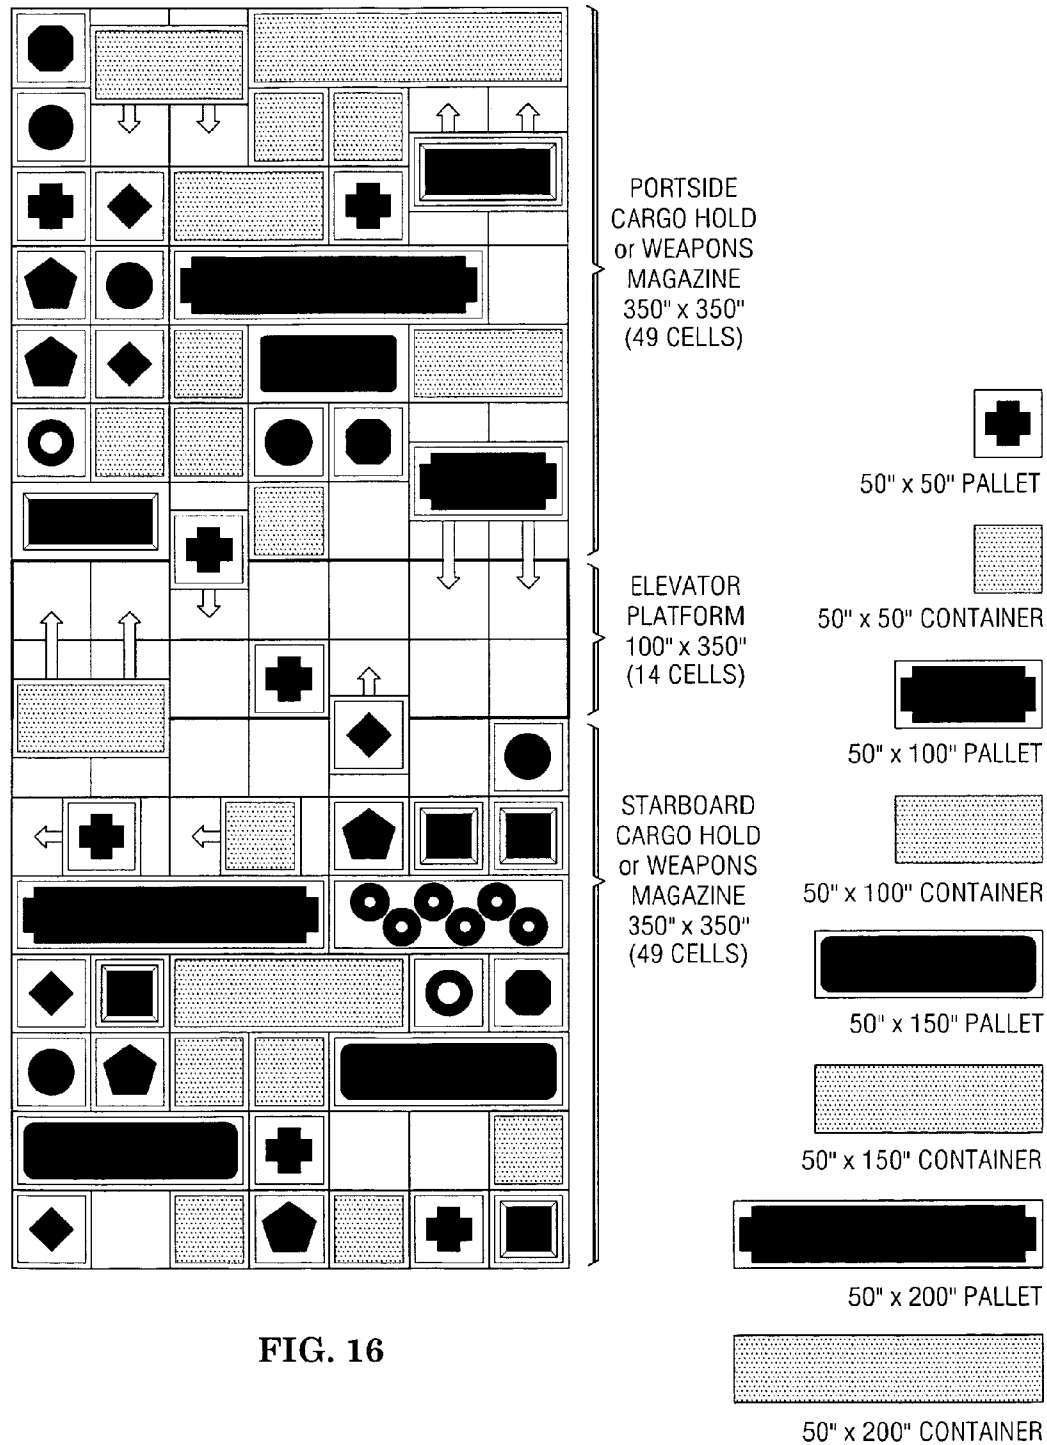 PORTSIDE
CARGO HOLD
or WEAPONS
MAGAZINE
350" x 350"
(49 CELLS)
ELEVATOR
PLATFORM
100" x 350"
(14 CELLS)
STARBOARD
CARGO HOLD
or WEAPONS
MAGAZINE
350" x 350"
(49 CELLS)
50" x 50" PALLET
50" x 50" CONTAINER
50" x 100" PALLET
50" x 100" CONTAINER
50" x 150" PALLET
50" x 150" CONTAINER
50" x 200" PALLET
50" x 200" CONTAINER
FIG. 16